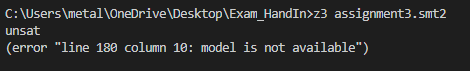 C:\Users\metal\OneDrive\Desktop\Exam_HandIn>z3 assignment3.smt2
unsat
(error "line 180 column 10: model is not available")